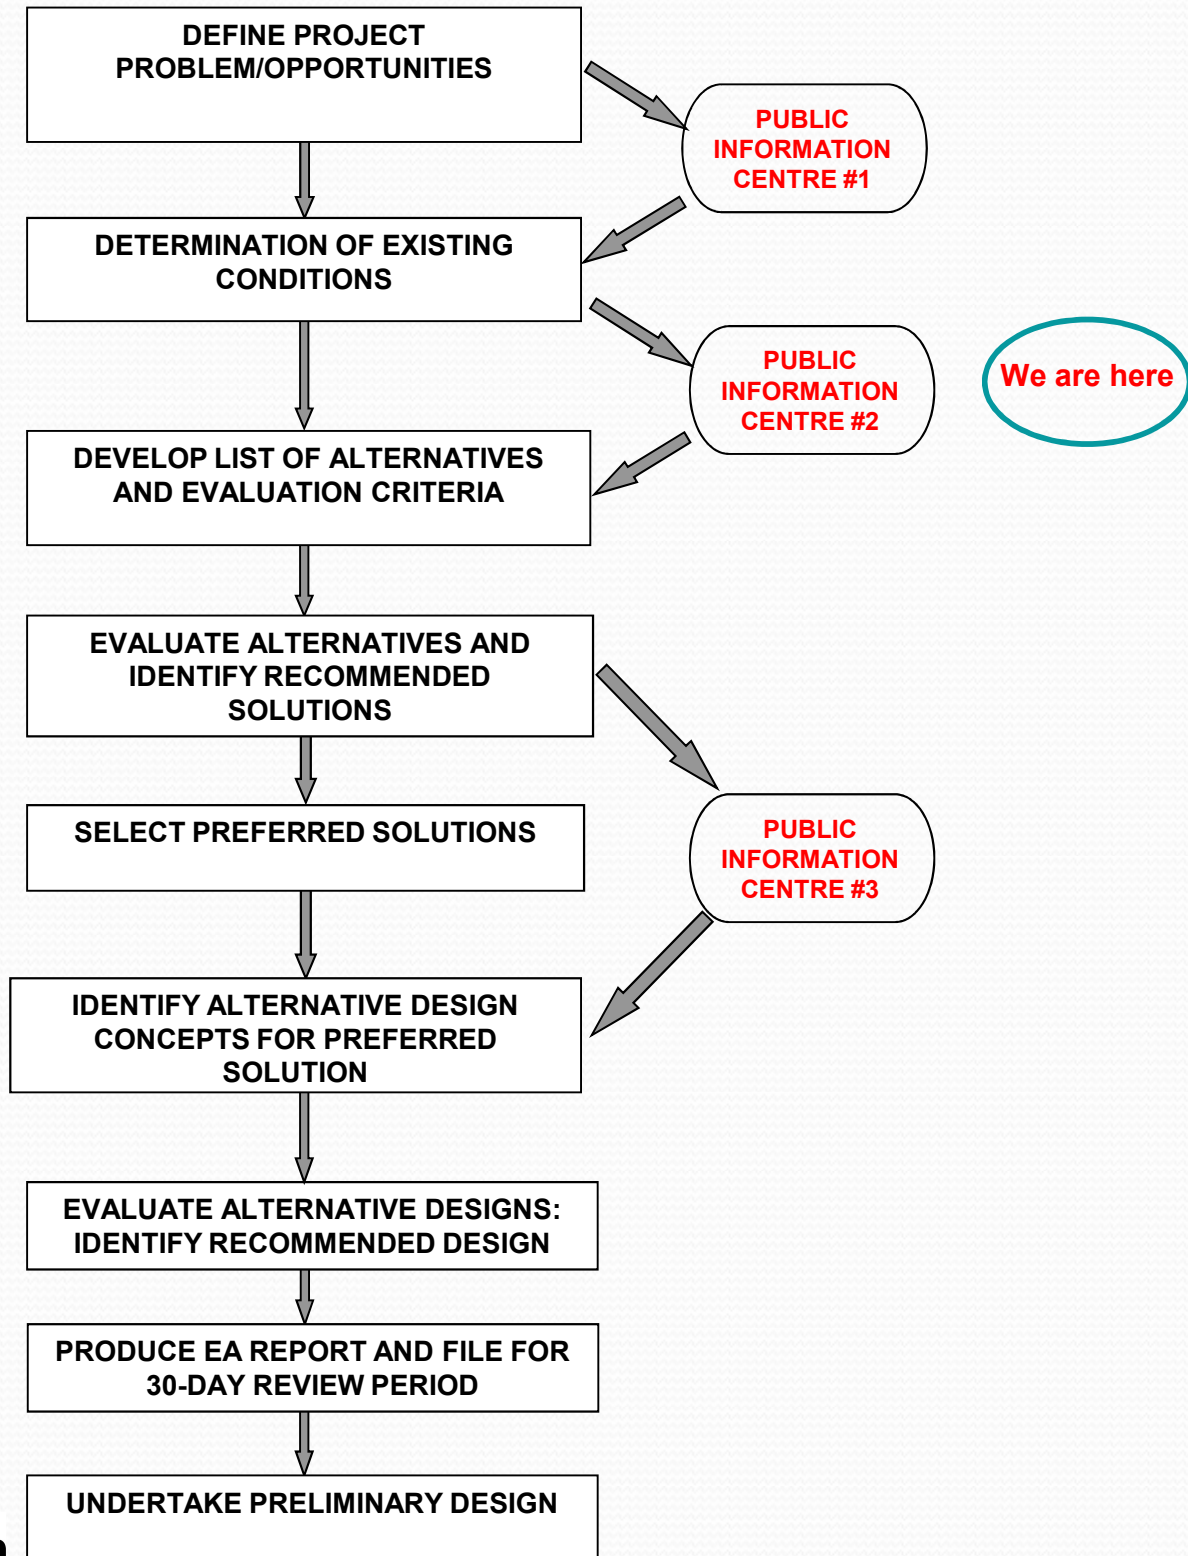 DEFINE PROJECT
PROBLEM/OPPORTUNITIES
PUBLIC
INFORMATION
CENTRE #1
DETERMINATION OF EXISTING
CONDITIONS
PUBLIC
INFORMATION
CENTRE #2
We are here
DEVELOP LIST OF ALTERNATIVES
AND EVALUATION CRITERIA
EVALUATE ALTERNATIVES AND
IDENTIFY RECOMMENDED
SOLUTIONS
SELECT PREFERRED SOLUTIONS
PUBLIC
INFORMATION
CENTRE #3
IDENTIFY ALTERNATIVE DESIGN
CONCEPTS FOR PREFERRED
SOLUTION
EVALUATE ALTERNATIVE DESIGNS:
IDENTIFY RECOMMENDED DESIGN
PRODUCE EA REPORT AND FILE FOR
30-DAY REVIEW PERIOD
UNDERTAKE PRELIMINARY DESIGN